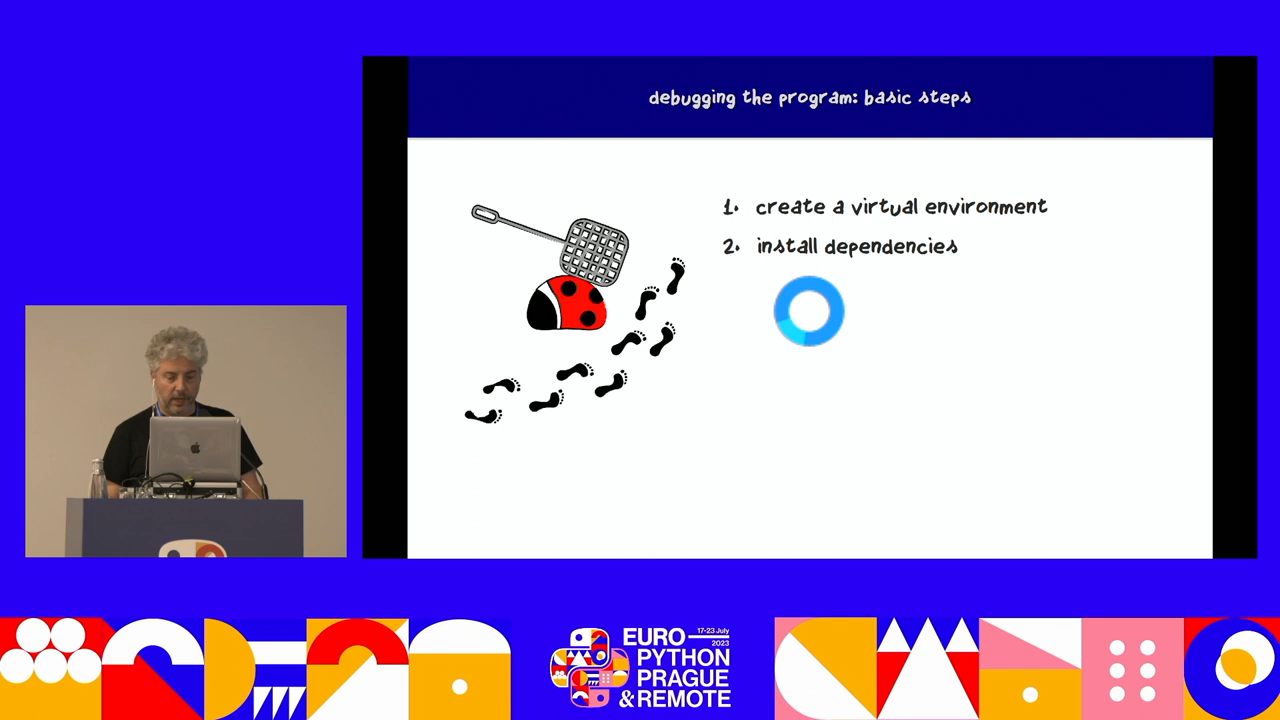 debugging the program: basic steps
1. create a virtual environment
2. install dependencies
EURO 17-23 July 2023
PYTHON
PRAGUE
& REMOTE